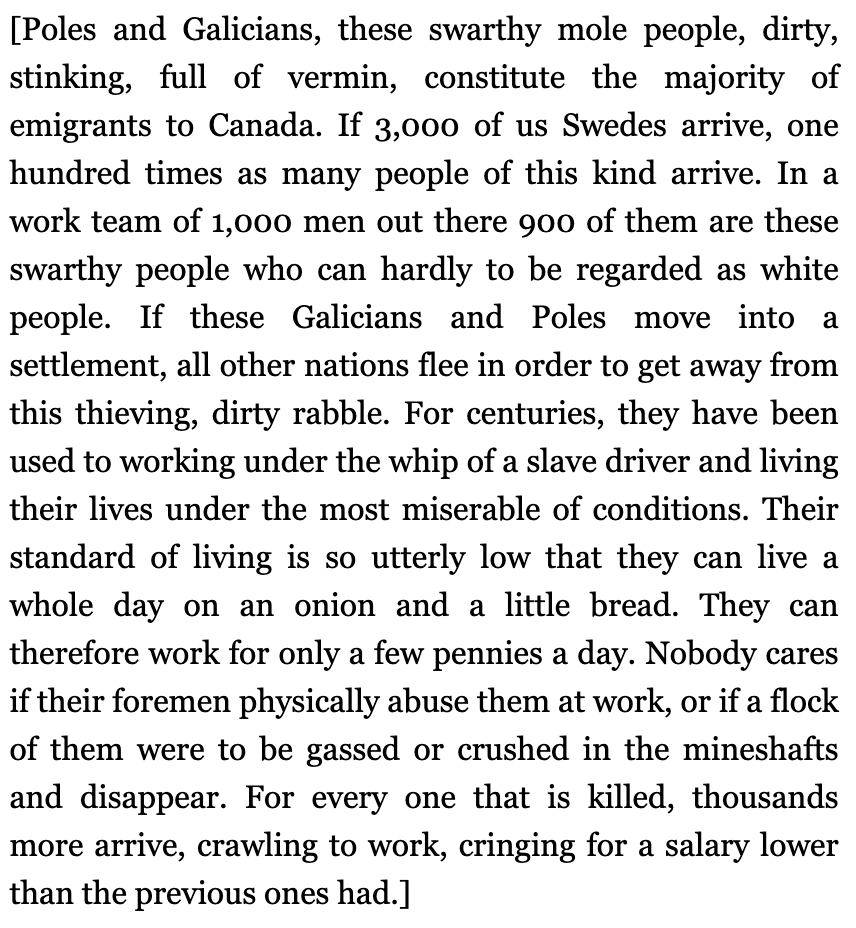 [Poles and Galicians, these swarthy mole people, dirty,
stinking, full of vermin, constitute the majority of
emigrants to Canada. If 3,000 of us Swedes arrive, one
hundred times as many people of this kind arrive. In a
work team of 1,000 men out there 900 of them are these
swarthy people who can hardly to be regarded as white
people. If these Galicians and Poles move into a
settlement, all other nations flee in order to get away from
this thieving, dirty rabble. For centuries, they have been
used to working under the whip of a slave driver and living
their lives under the most miserable of conditions. Their
standard of living is so utterly low that they can live a
whole day on an onion and a little bread. They can
therefore work for only a few pennies a day. Nobody cares
if their foremen physically abuse them at work, or if a flock
of them were to be gassed or crushed in the mineshafts
and disappear. For every one that is killed, thousands
more arrive, crawling to work, cringing for a salary lower
than the previous ones had.]